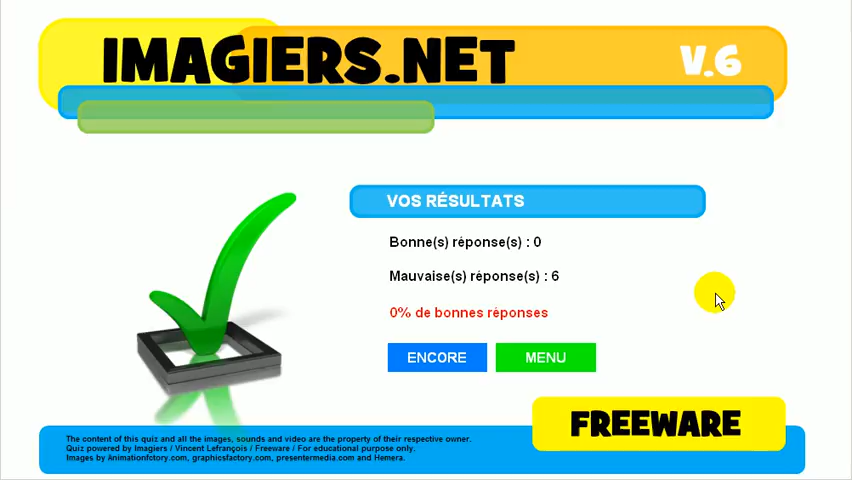 IMAGIERS.NET
V.6
VOS RÉSULTATS
Bonne(s) réponse(s) : 0
Mauvaise(s) réponse(s) : 6
0% de bonnes réponses
ENCORE
MENU
FREEWARE
The content of this quiz and all the images, sounds and video are the property of their respective owner.
Quiz powered by Imagiers / Vincent Lefrançois / Freeware / For educational purpose only.
Images by Animationfctory.com, graphicsfactory.com, presentermedia.com and Hemera.